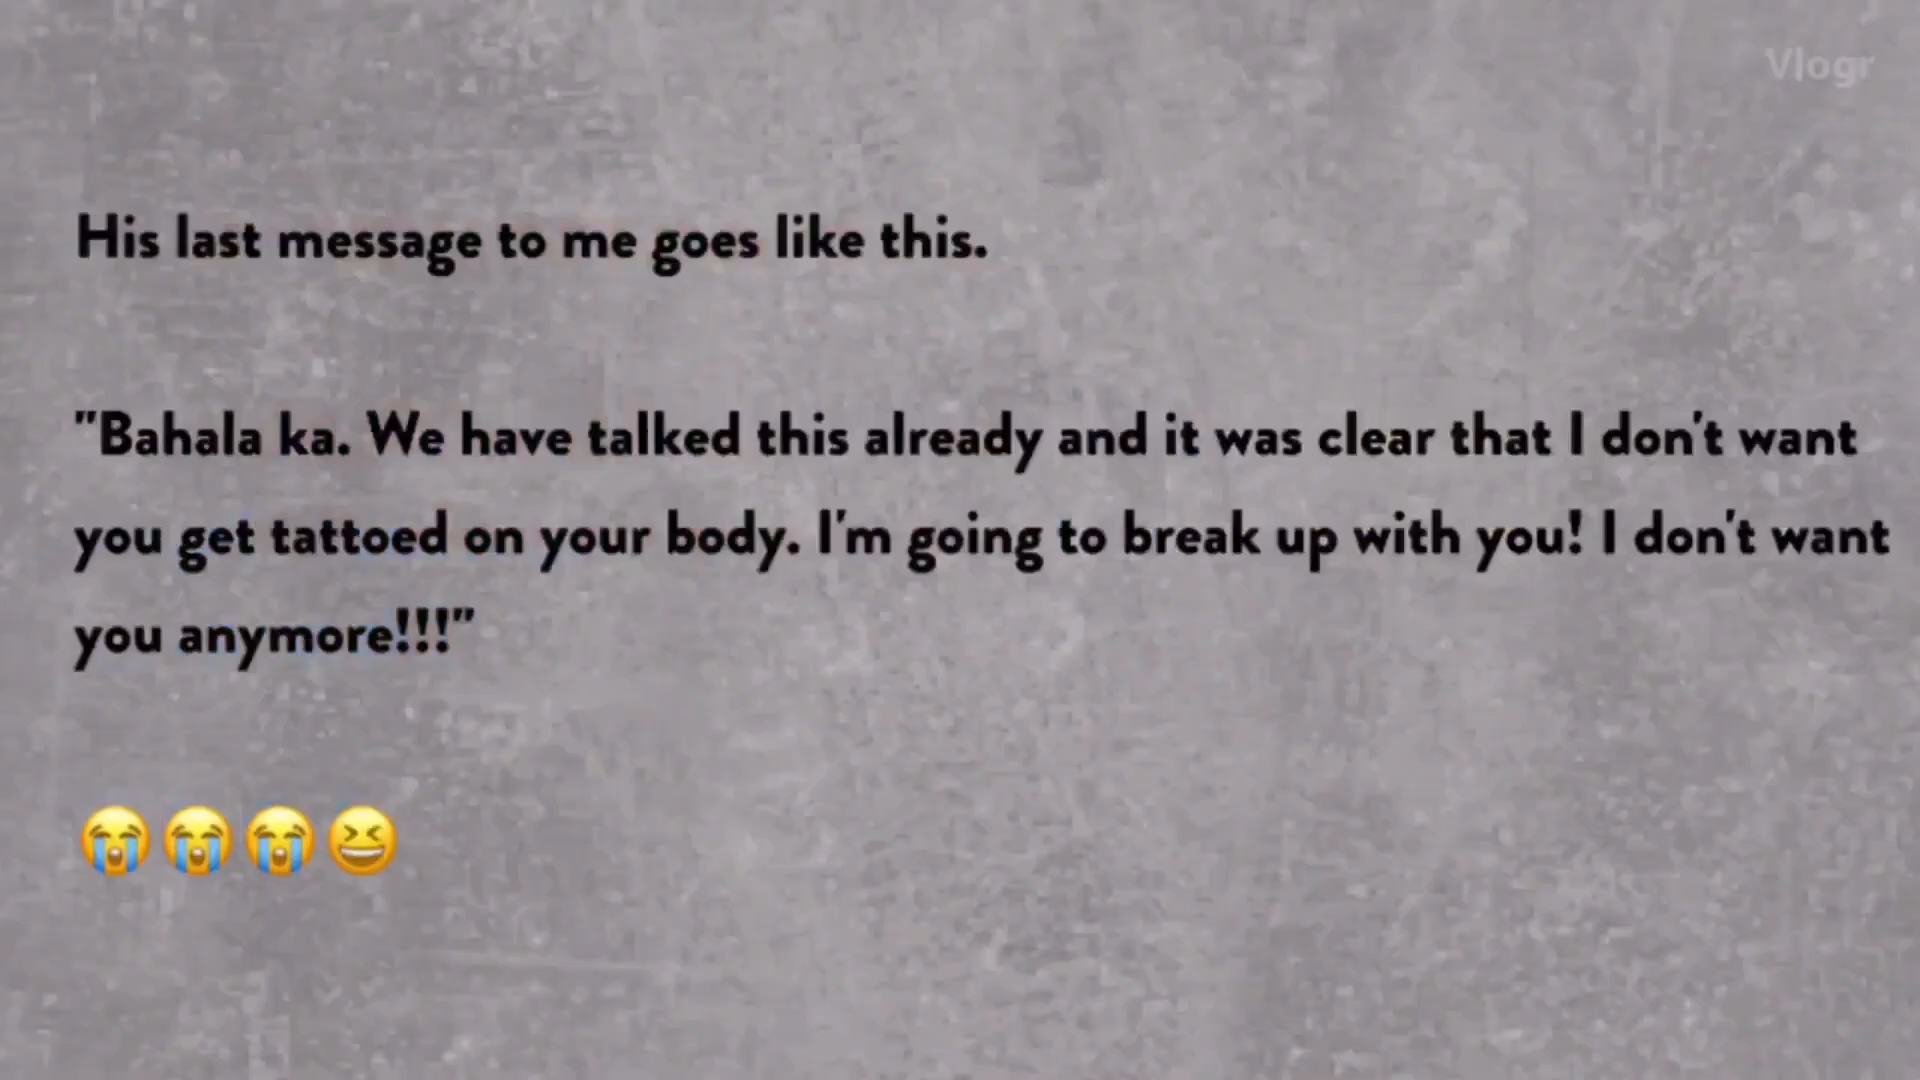 Vlogr
His last message to me goes like this.
"Bahala ka. We have talked this already and it was clear that I don't want
you get tattoed on your body. I'm going to break up with you! I don't want
you anymore!!!"
😭😭😭😆